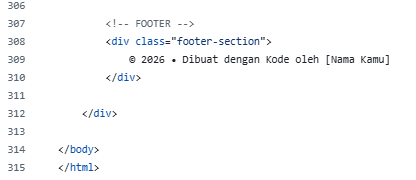 306
307 <!-- FOOTER -->
308 <div class="footer-section">
309 © 2026 • Dibuat dengan Kode oleh [Nama Kamu]
310 </div>
311
312 </div>
313
314 </body>
315 </html>